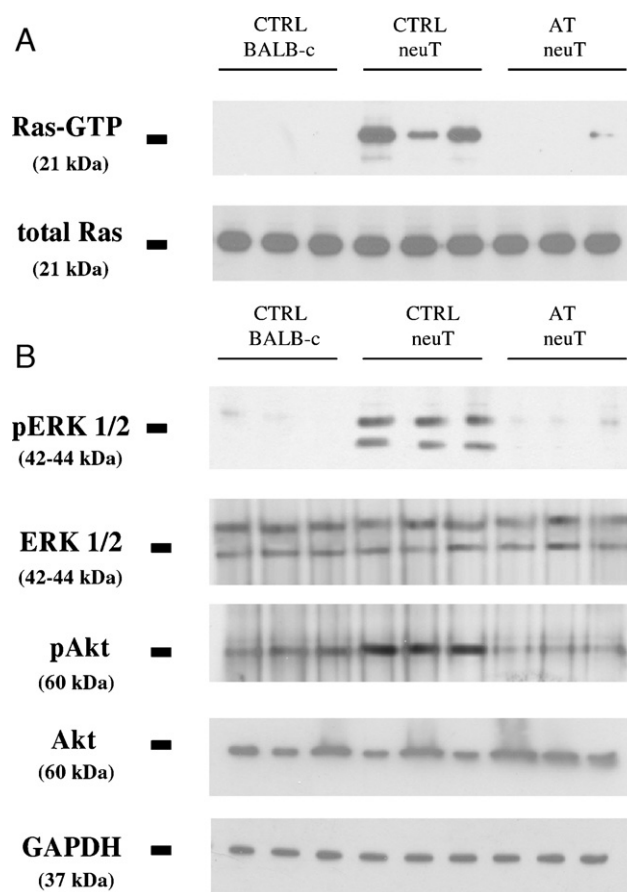 A
CTRL
BALB-c
CTRL
neuT
AT
neuT
Ras-GTP
(21 kDa)
total Ras
(21 kDa)
B
CTRL
BALB-c
CTRL
neuT
AT
neuT
pERK 1/2
(42-44 kDa)
ERK 1/2
(42-44 kDa)
pAkt
(60 kDa)
Akt
(60 kDa)
GAPDH
(37 kDa)